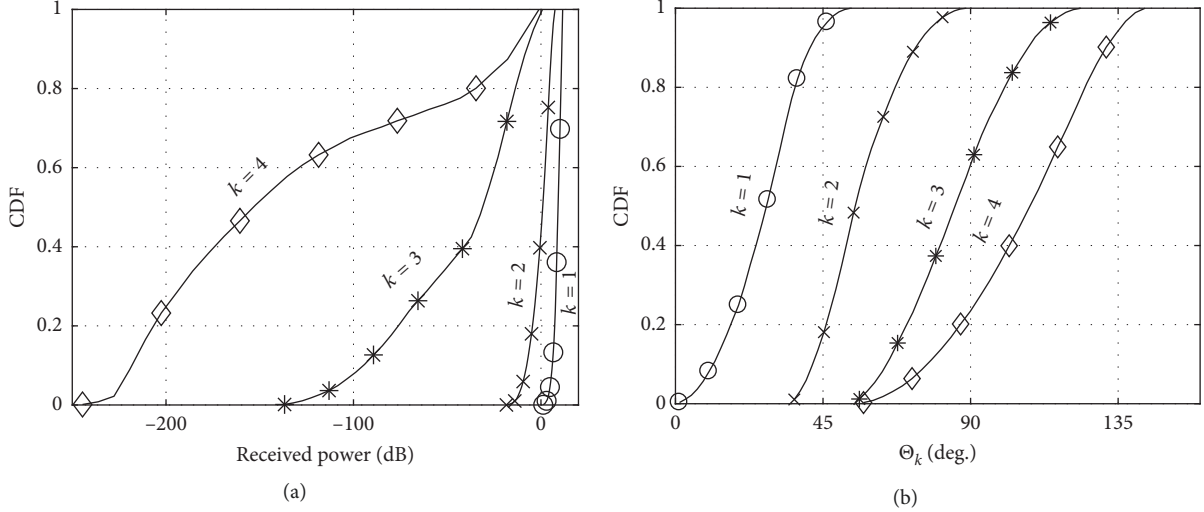 1
0.8
0.6
0.4
0.2
0
CDF
k = 4
k = 3
k = 2
k = 1
−200
−100
0
Received power (dB)
(a)
1
0.8
0.6
0.4
0.2
0
CDF
k = 1
k = 2
k = 3
k = 4
0
45
90
135
Θk (deg.)
(b)